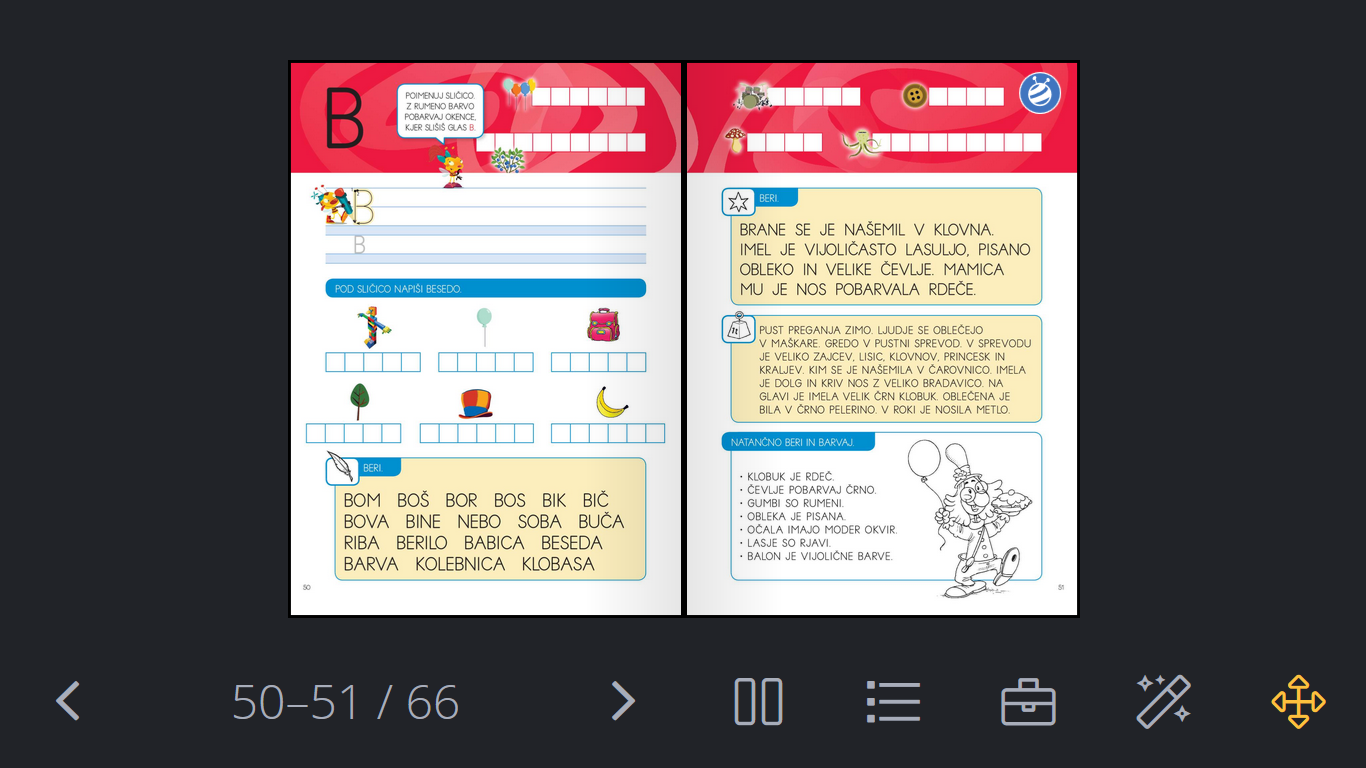 B
POIMENUJ SLIČICO.
Z RUMENO BARVO
POBARVAJ OKENCE,
KJER SLIŠIŠ GLAS B.
B
B
POD SLIČICO NAPIŠI BESEDO.
BERI.
BOM BOŠ BOR BOS BIK BIČ
BOVA BINE NEBO SOBA BUČA
RIBA BERILO BABICA BESEDA
BARVA KOLEBNICA KLOBASA
50
BERI.
BRANE SE JE NAŠEMIL V KLOVNA.
IMEL JE VIJOLIČASTO LASULJO, PISANO
OBLEKO IN VELIKE ČEVLJE. MAMICA
MU JE NOS POBARVALA RDEČE.
1t
PUST PREGANJA ZIMO. LJUDJE SE OBLEČEJO
V MAŠKARE. GREDO V PUSTNI SPREVOD. V SPREVODU
JE VELIKO ZAJCEV, LISIC, KLOVNOV, PRINCESK IN
KRALJEV. KIM SE JE NAŠEMILA V ČAROVNICO. IMELA
JE DOLG IN KRIV NOS Z VELIKO BRADAVICO. NA
GLAVI JE IMELA VELIK ČRN KLOBUK. OBLEČENA JE
BILA V ČRNO PELERINO. V ROKI JE NOSILA METLO.
NATANČNO BERI IN BARVAJ.
• KLOBUK JE RDEČ.
• ČEVLJE POBARVAJ ČRNO.
• GUMBI SO RUMENI.
• OBLEKA JE PISANA.
• OČALA IMAJO MODER OKVIR.
• LASJE SO RJAVI.
• BALON JE VIJOLIČNE BARVE.
51
50–51 / 66